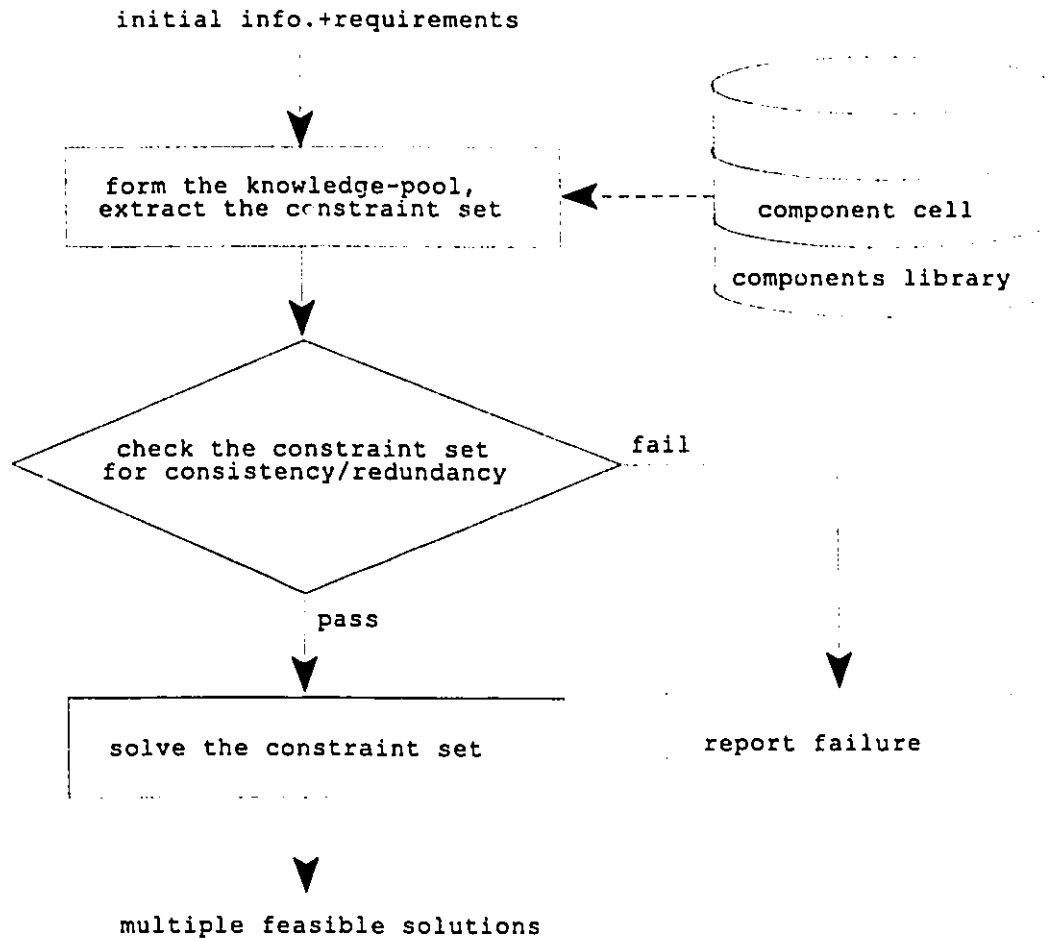 initial info.+requirements
form the knowledge-pool,
extract the constraint set
component cell
components library
check the constraint set
for consistency/redundancy
fail
pass
solve the constraint set
report failure
multiple feasible solutions